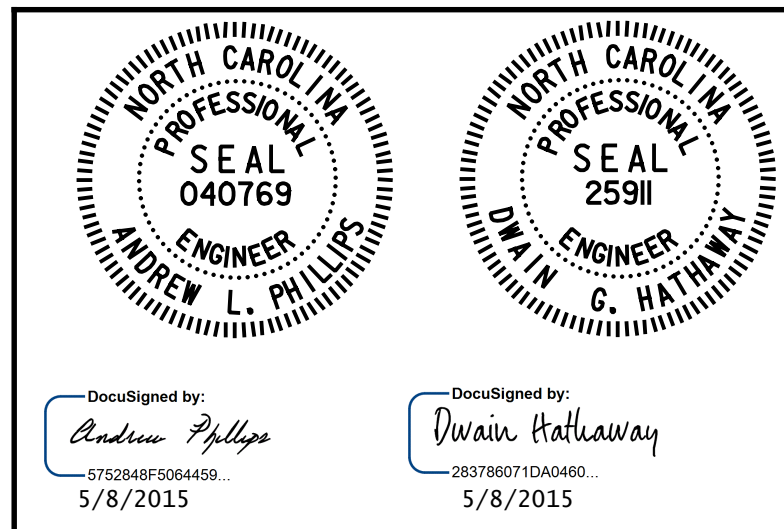 NORTH CAROLINA
PROFESSIONAL
SEAL
040769
ENGINEER
ANDREW L. PHILLIPS
NORTH CAROLINA
PROFESSIONAL
SEAL
25911
ENGINEER
DWAIN G. HATHAWAY
DocuSigned by:
Andrew Phillips
5752848F5064459...
5/8/2015
DocuSigned by:
Dwain Hathaway
283786071DA0460...
5/8/2015